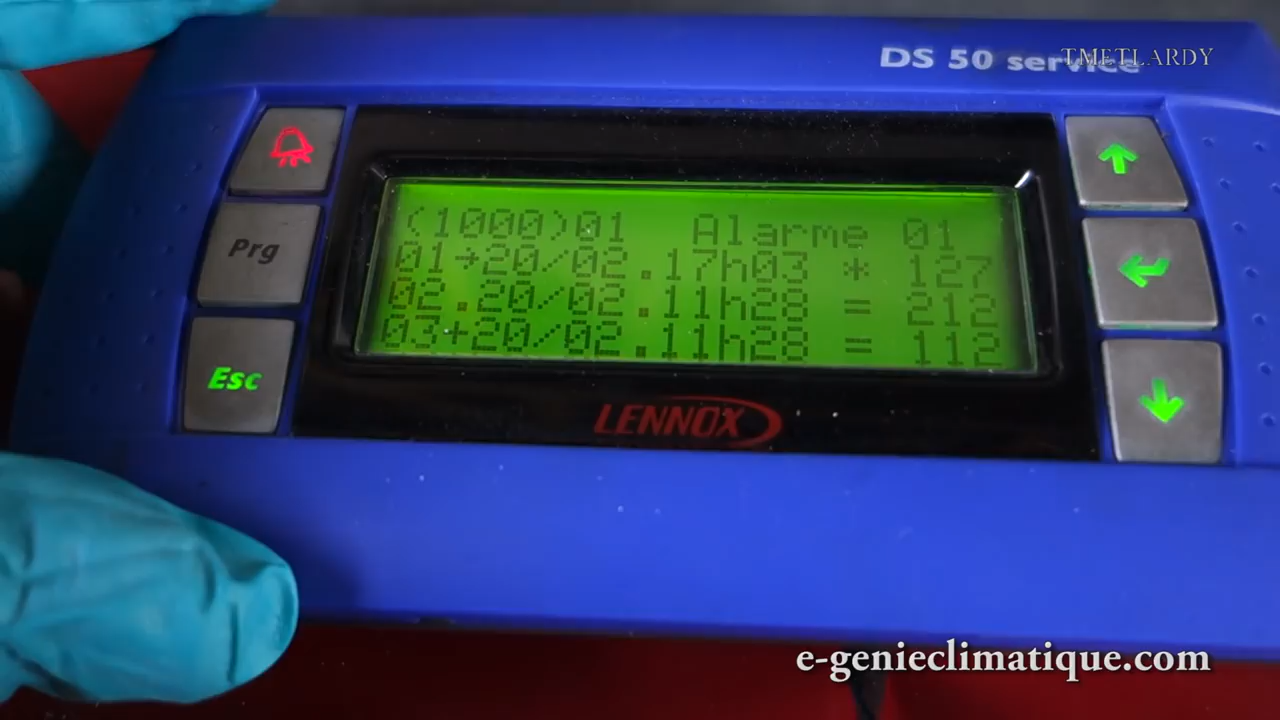 DS 50 service
TMETLARDY
(1000)01 Alarme 01
01→20/02.17h03 * 127
02.20/02.11h28 = 212
03+20/02.11h28 = 112
Prg
Esc
LENNOX
e-genieclimatique.com